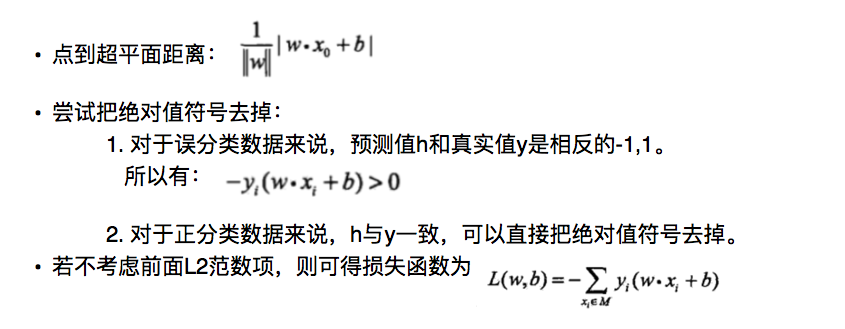 • 点到超平面距离： $\frac{1}{\|w\|}|w \cdot x_0 + b|$
• 尝试把绝对值符号去掉：
1. 对于误分类数据来说，预测值h和真实值y是相反的-1,1。
所以有： $-y_i(w \cdot x_i + b) > 0$
2. 对于正分类数据来说，h与y一致，可以直接把绝对值符号去掉。
• 若不考虑前面L2范数项，则可得损失函数为 $L(w,b) = -\sum_{x_i \in M} y_i(w \cdot x_i + b)$